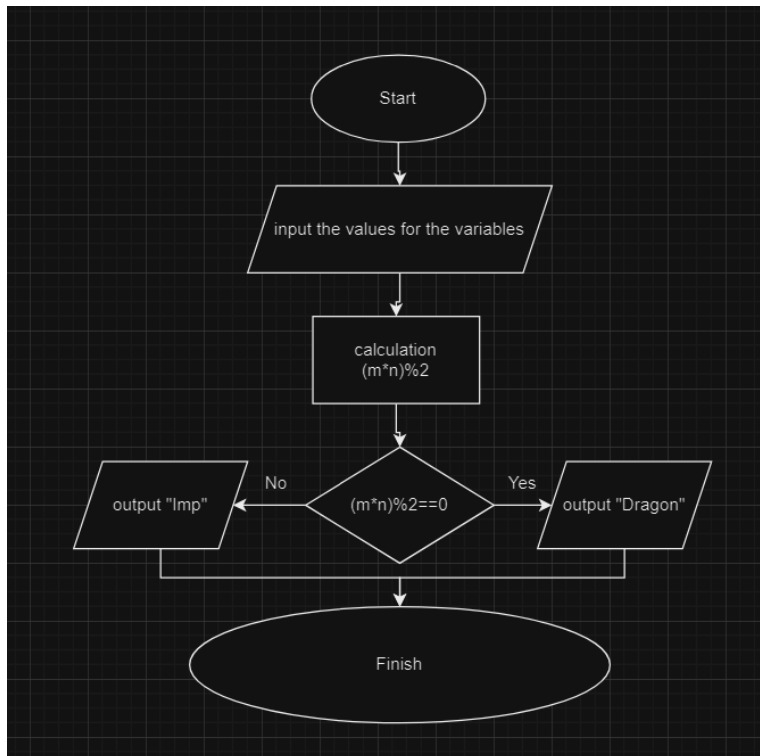 Start
input the values for the variables
calculation
(m*n)%2
No
Yes
output "Imp"
(m*n)%2==0
output "Dragon"
Finish